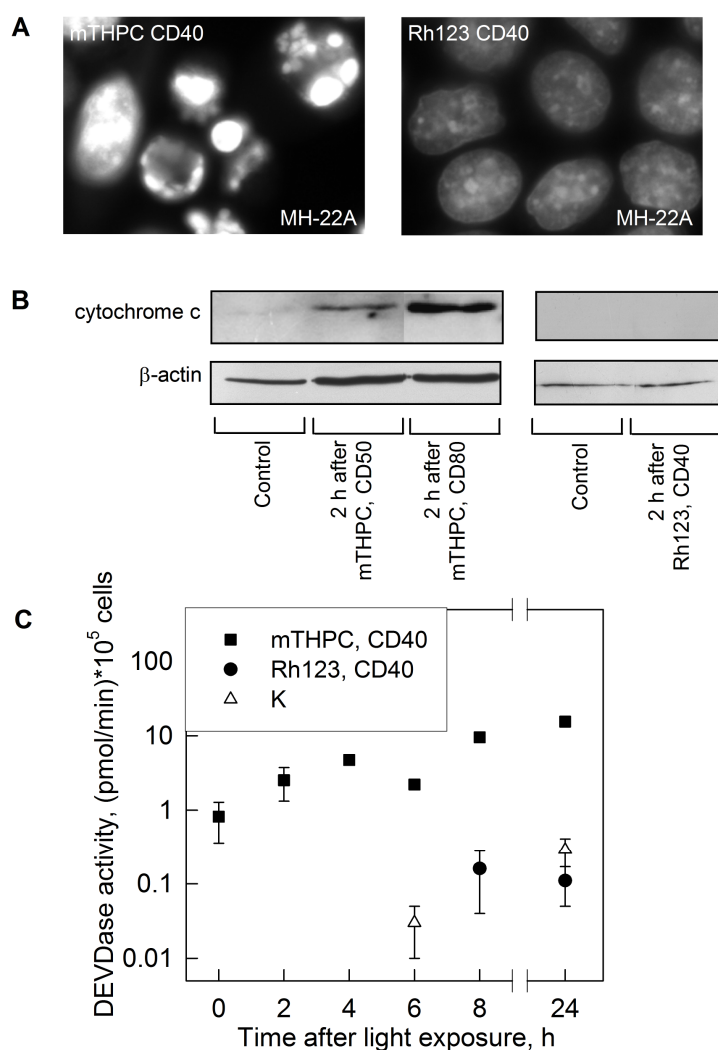 A
mTHPC CD40
MH-22A
Rh123 CD40
MH-22A
B
cytochrome c
β-actin
Control
2 h after
mTHPC, CD50
2 h after
mTHPC, CD80
Control
2 h after
Rh123, CD40
C
DEVDase activity, (pmol/min)*10⁵ cells
mTHPC, CD40
Rh123, CD40
K
100
10
1
0.1
0.01
0 2 4 6 8 24
Time after light exposure, h